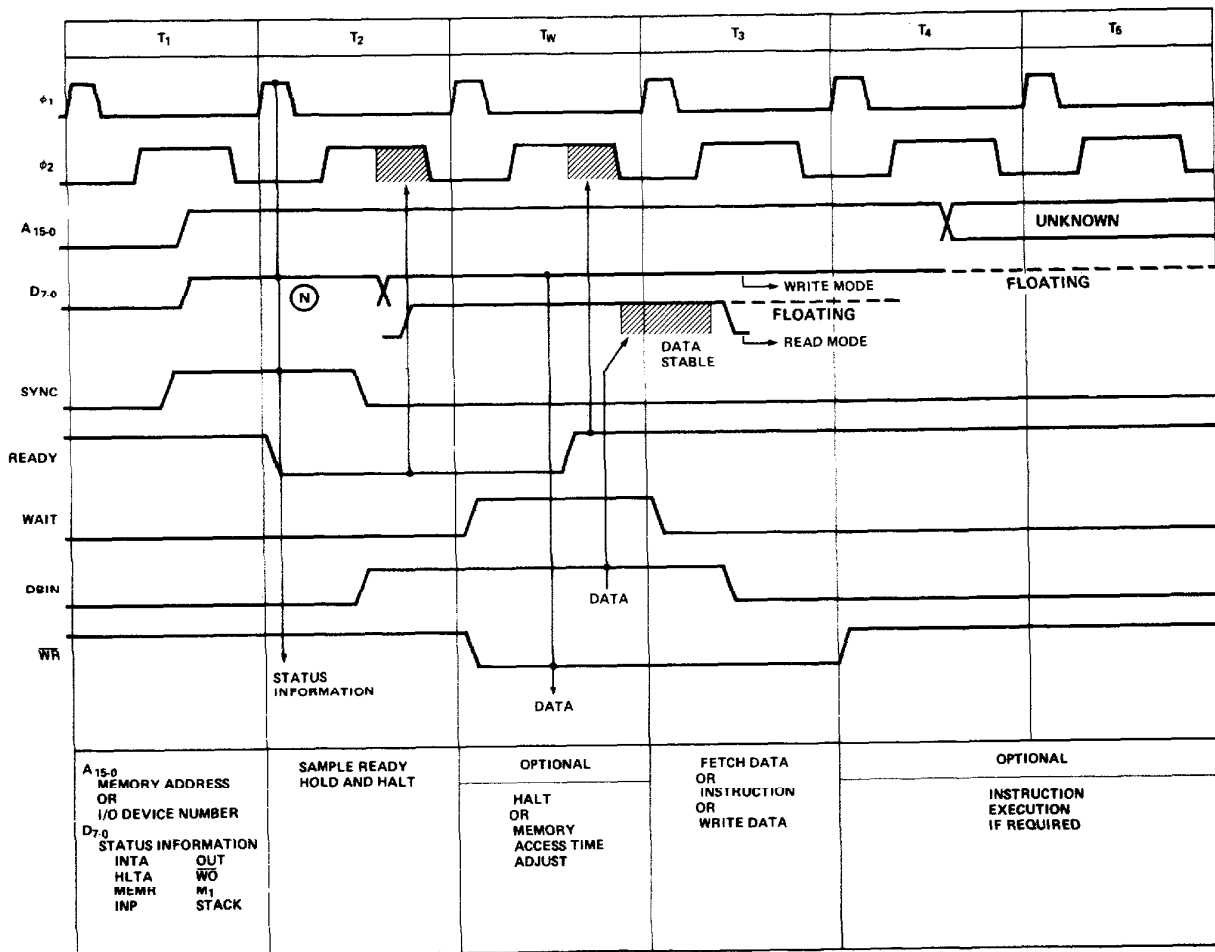 T1 T2 TW T3 T4 T5
φ1
φ2
A15-0
UNKNOWN
D7-0
N
WRITE MODE
FLOATING
FLOATING
READ MODE
DATA
STABLE
SYNC
READY
WAIT
DBIN
DATA
WR
STATUS
INFORMATION
DATA
A15-0
MEMORY ADDRESS
OR
I/O DEVICE NUMBER
D7-0
STATUS INFORMATION
INTA OUT
HLTA WO
MEMR M1
INP STACK
SAMPLE READY
HOLD AND HALT
OPTIONAL
HALT
OR
MEMORY
ACCESS TIME
ADJUST
FETCH DATA
OR
INSTRUCTION
OR
WRITE DATA
OPTIONAL
INSTRUCTION
EXECUTION
IF REQUIRED